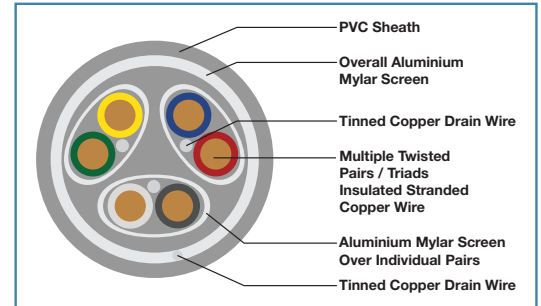 PVC Sheath
Overall Aluminium
Mylar Screen
Tinned Copper Drain Wire
Multiple Twisted
Pairs / Triads
Insulated Stranded
Copper Wire
Aluminium Mylar Screen
Over Individual Pairs
Tinned Copper Drain Wire